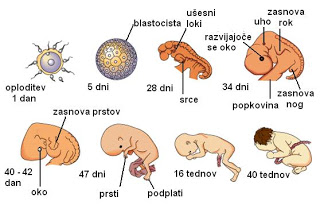 ušesni
loki
blastocista
uho
zasnova
rok
razvijajoče
se oko
oploditev
1 dan
5 dni
28 dni
srce
34 dni
popkovina
zasnova
nog
zasnova prstov
40 - 42
dan
oko
47 dni
prsti
podplati
16 tednov
40 tednov